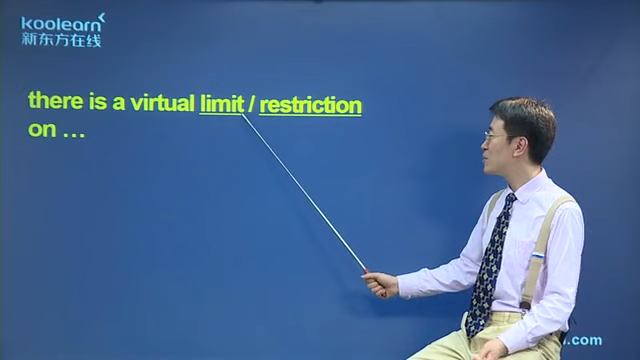 koolearn
新东方在线
there is a virtual limit / restriction
on …
.com